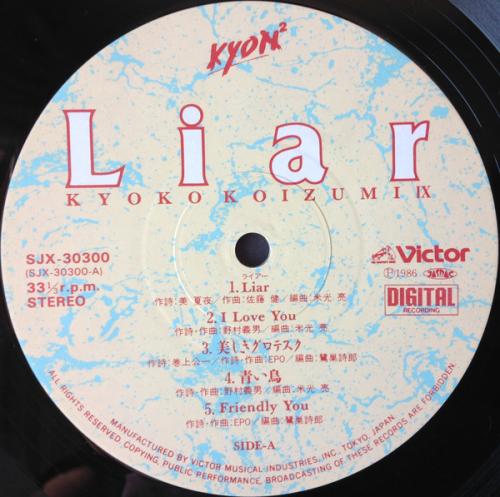 KYON²
Liar
KYOKO KOIZUMI IX
SJX-30300
(SJX-30300-A)
33⅓ r.p.m.
STEREO
Victor
Ⓟ1986
DIGITAL
RECORDING
ライアー
1. Liar
作詩:美 夏夜/作曲:佐藤 健/編曲:米光 亮
2. I Love You
作詩・作曲:野村義男/編曲:米光 亮
3. 美しきグロテスク
作詩:巻上公一/作曲:EPO/編曲:鷺巣詩郎
4. 青い鳥
作詩・作曲:野村義男/編曲:米光 亮
5. Friendly You
作詩・作曲:EPO/編曲:鷺巣詩郎
SIDE-A
MANUFACTURED BY VICTOR MUSICAL INDUSTRIES, INC., TOKYO, JAPAN.
ALL RIGHTS RESERVED. COPYING, PUBLIC PERFORMANCE, BROADCASTING OF THESE RECORDS ARE FORBIDDEN.